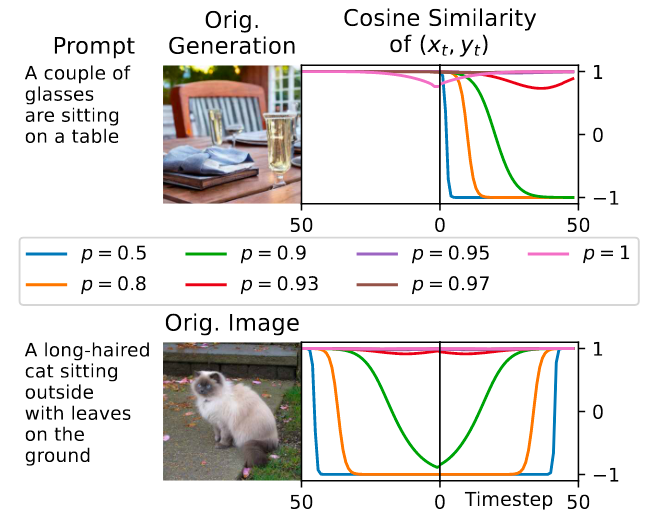 Prompt
Orig.
Generation
Cosine Similarity
of (x_t, y_t)
A couple of
glasses
are sitting
on a table
1
0
−1
50
0
50
p = 0.5
p = 0.9
p = 0.95
p = 1
p = 0.8
p = 0.93
p = 0.97
Orig. Image
A long-haired
cat sitting
outside
with leaves
on the
ground
1
0
−1
50
0
Timestep
50